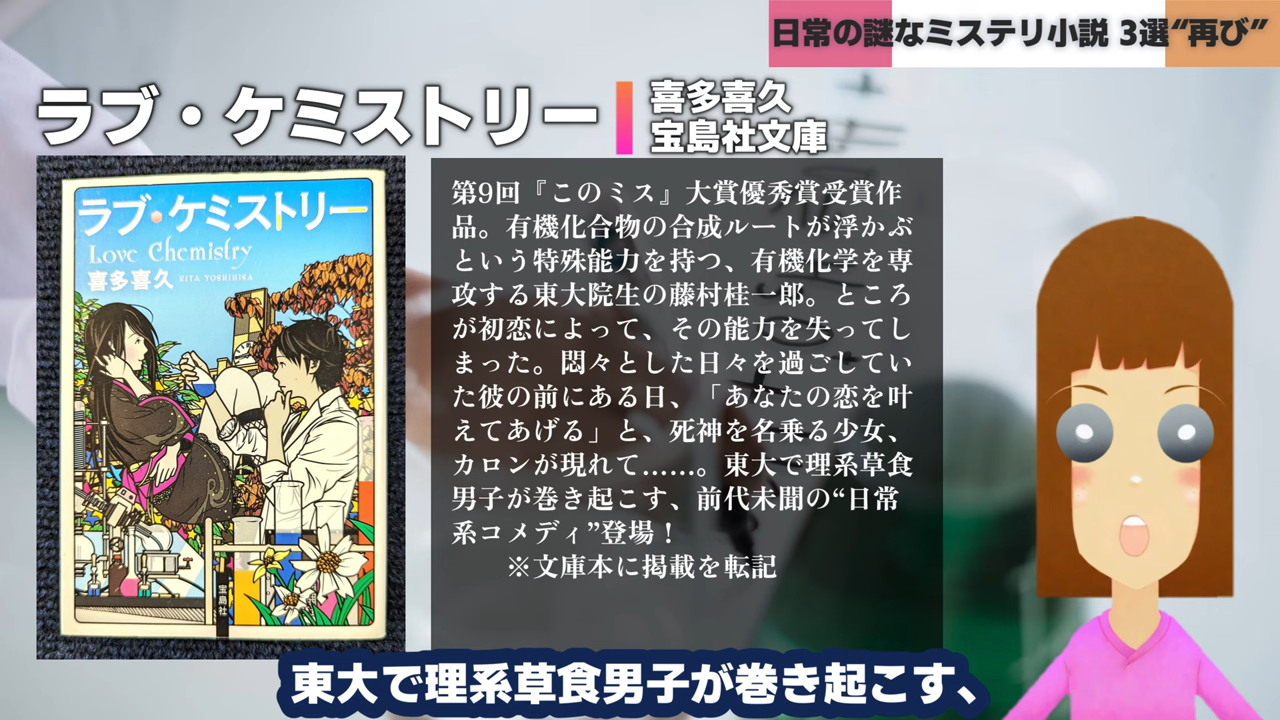 日常の謎なミステリ小説 3選“再び”
ラブ・ケミストリー
喜多喜久
宝島社文庫
ラブ・ケミストリー
Love Chemistry
喜多喜久 KITA YOSHIHISA
宝島社
第9回『このミス』大賞優秀賞受賞作
品。有機化合物の合成ルートが浮かぶ
という特殊能力を持つ、有機化学を専
攻する東大院生の藤村桂一郎。ところ
が初恋によって、その能力を失ってし
まった。悶々とした日々を過ごしてい
た彼の前にある日、「あなたの恋を叶
えてあげる」と、死神を名乗る少女、
カロンが現れて……。東大で理系草食
男子が巻き起こす、前代未聞の“日常
系コメディ”登場！
※文庫本に掲載を転記
東大で理系草食男子が巻き起こす、